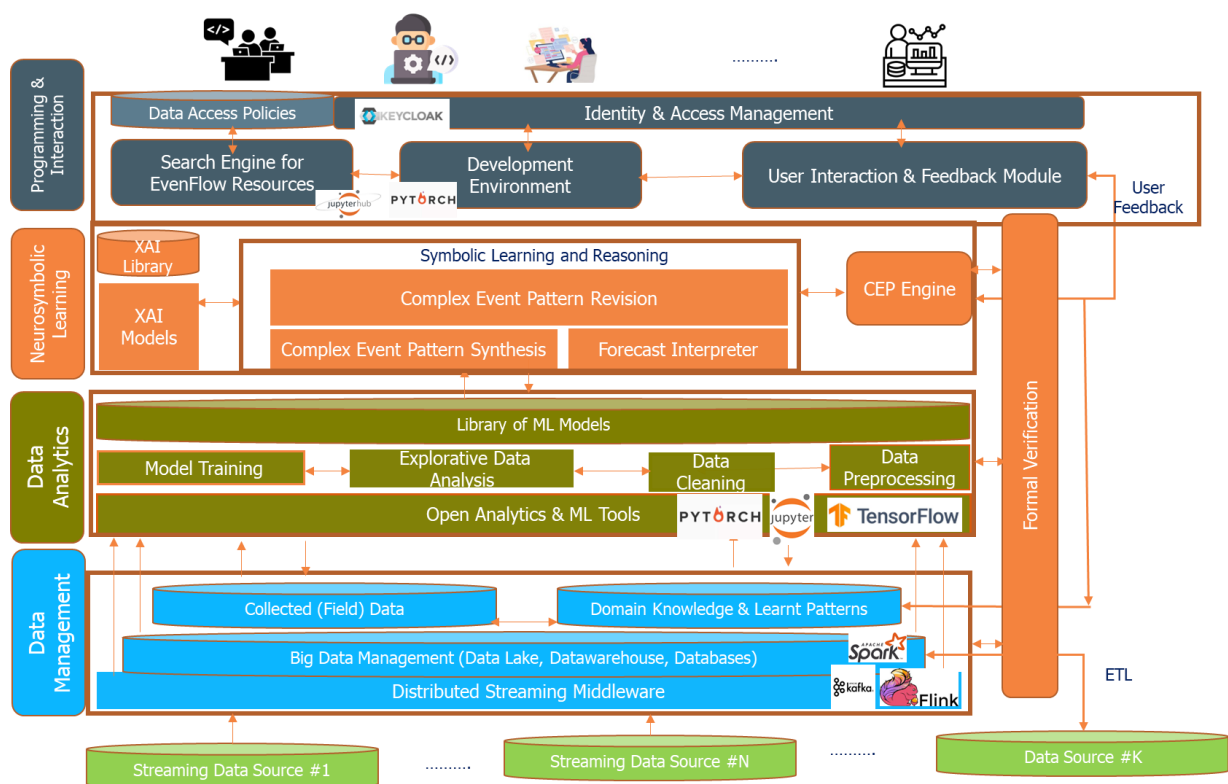 </>
</>
..........
Programming &
Interaction
Data Access Policies
KEYCLOAK
Identity & Access Management
Search Engine for
EvenFlow Resources
jupyterhub
PYTORCH
Development
Environment
User Interaction & Feedback Module
User
Feedback
Neurosymbolic
Learning
XAI
Library
XAI
Models
Symbolic Learning and Reasoning
Complex Event Pattern Revision
Complex Event Pattern Synthesis
Forecast Interpreter
CEP Engine
Formal Verification
Data
Analytics
Library of ML Models
Model Training
Explorative Data
Analysis
Data
Cleaning
Data
Preprocessing
Open Analytics & ML Tools
PYTORCH
jupyter
TensorFlow
Data
Management
Collected (Field) Data
Domain Knowledge & Learnt Patterns
Big Data Management (Data Lake, Datawarehouse, Databases)
APACHE
Spark
Distributed Streaming Middleware
kafka
Flink
ETL
Streaming Data Source #1
..........
Streaming Data Source #N
..........
Data Source #K